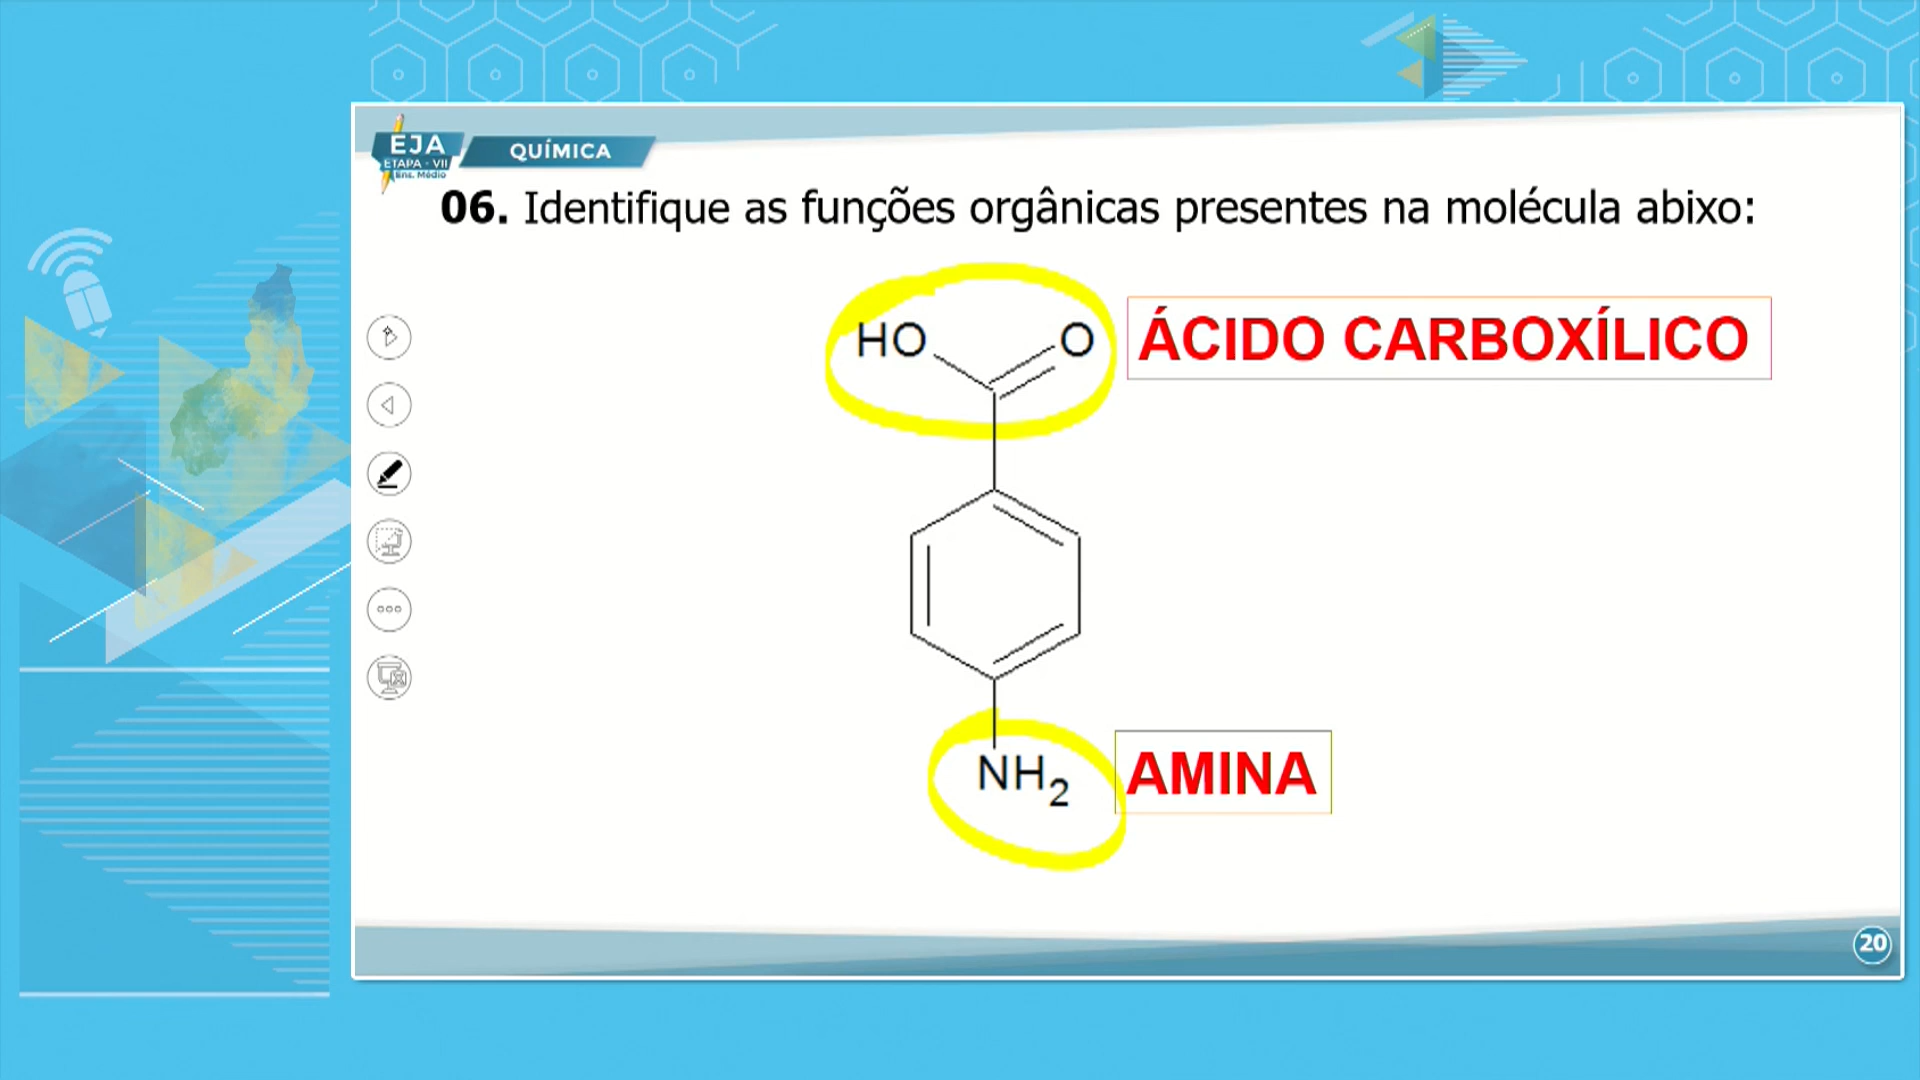 EJA
ETAPA - VII
Ens. Médio
QUÍMICA
06. Identifique as funções orgânicas presentes na molécula abixo:
HO
O
ÁCIDO CARBOXÍLICO
NH2
AMINA
20